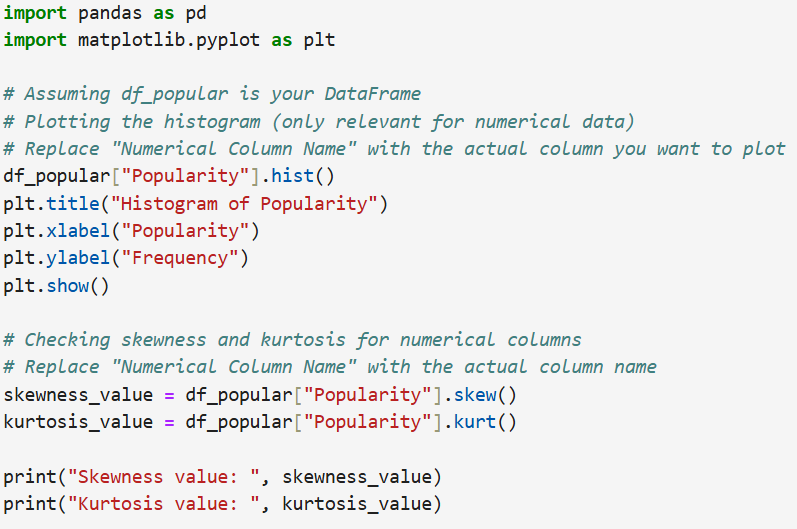 import pandas as pd
import matplotlib.pyplot as plt
# Assuming df_popular is your DataFrame
# Plotting the histogram (only relevant for numerical data)
# Replace "Numerical Column Name" with the actual column you want to plot
df_popular["Popularity"].hist()
plt.title("Histogram of Popularity")
plt.xlabel("Popularity")
plt.ylabel("Frequency")
plt.show()
# Checking skewness and kurtosis for numerical columns
# Replace "Numerical Column Name" with the actual column name
skewness_value = df_popular["Popularity"].skew()
kurtosis_value = df_popular["Popularity"].kurt()
print("Skewness value: ", skewness_value)
print("Kurtosis value: ", kurtosis_value)